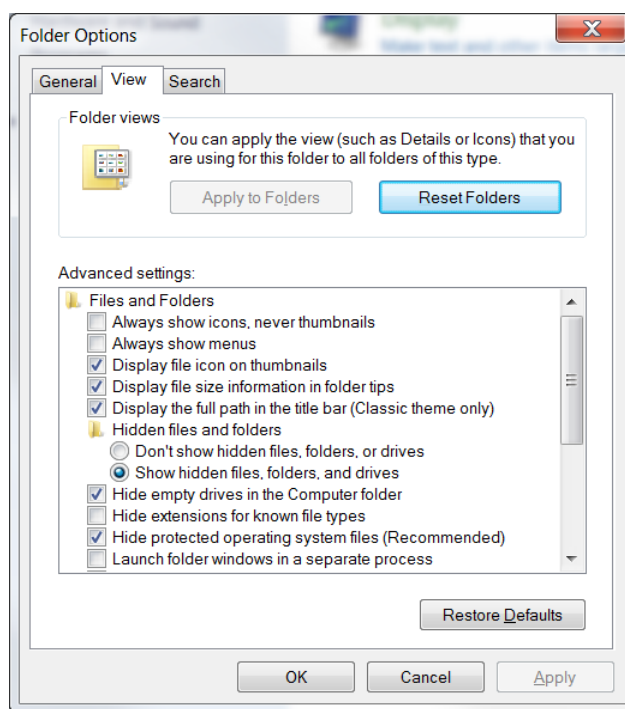 Hardware and Sound
Display
Folder Options
General
View
Search
Folder views
You can apply the view (such as Details or Icons) that you
are using for this folder to all folders of this type.
Apply to Folders
Reset Folders
Advanced settings:
Files and Folders
Always show icons, never thumbnails
Always show menus
Display file icon on thumbnails
Display file size information in folder tips
Display the full path in the title bar (Classic theme only)
Hidden files and folders
Don't show hidden files, folders, or drives
Show hidden files, folders, and drives
Hide empty drives in the Computer folder
Hide extensions for known file types
Hide protected operating system files (Recommended)
Launch folder windows in a separate process
Restore Defaults
OK
Cancel
Apply